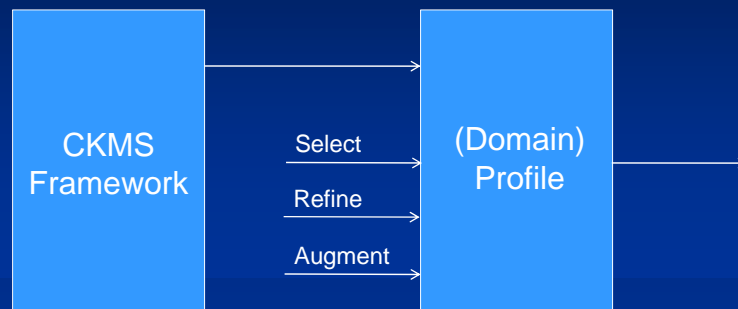 CKMS
Framework
Select
Refine
Augment
(Domain)
Profile